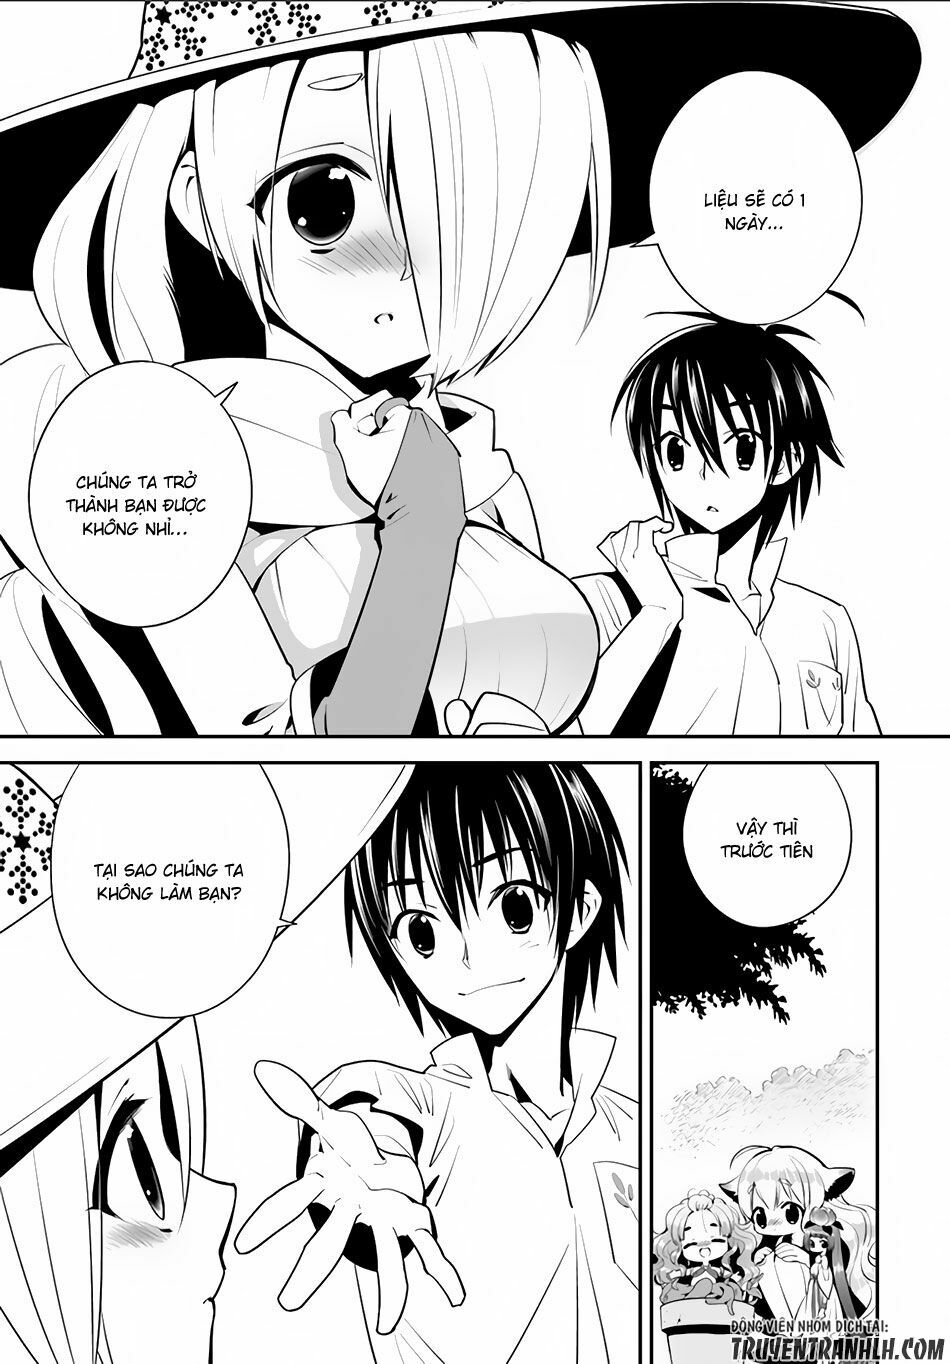 LIỆU SẼ CÓ 1
NGÀY...
CHÚNG TA TRỞ
THÀNH BẠN ĐƯỢC
KHÔNG NHỈ...
VẬY THÌ
TRƯỚC TIÊN
TẠI SAO CHÚNG TA
KHÔNG LÀM BẠN?
ĐỘNG VIÊN NHÓM DỊCH TẠI:
TRUYENTRANHLH.COM